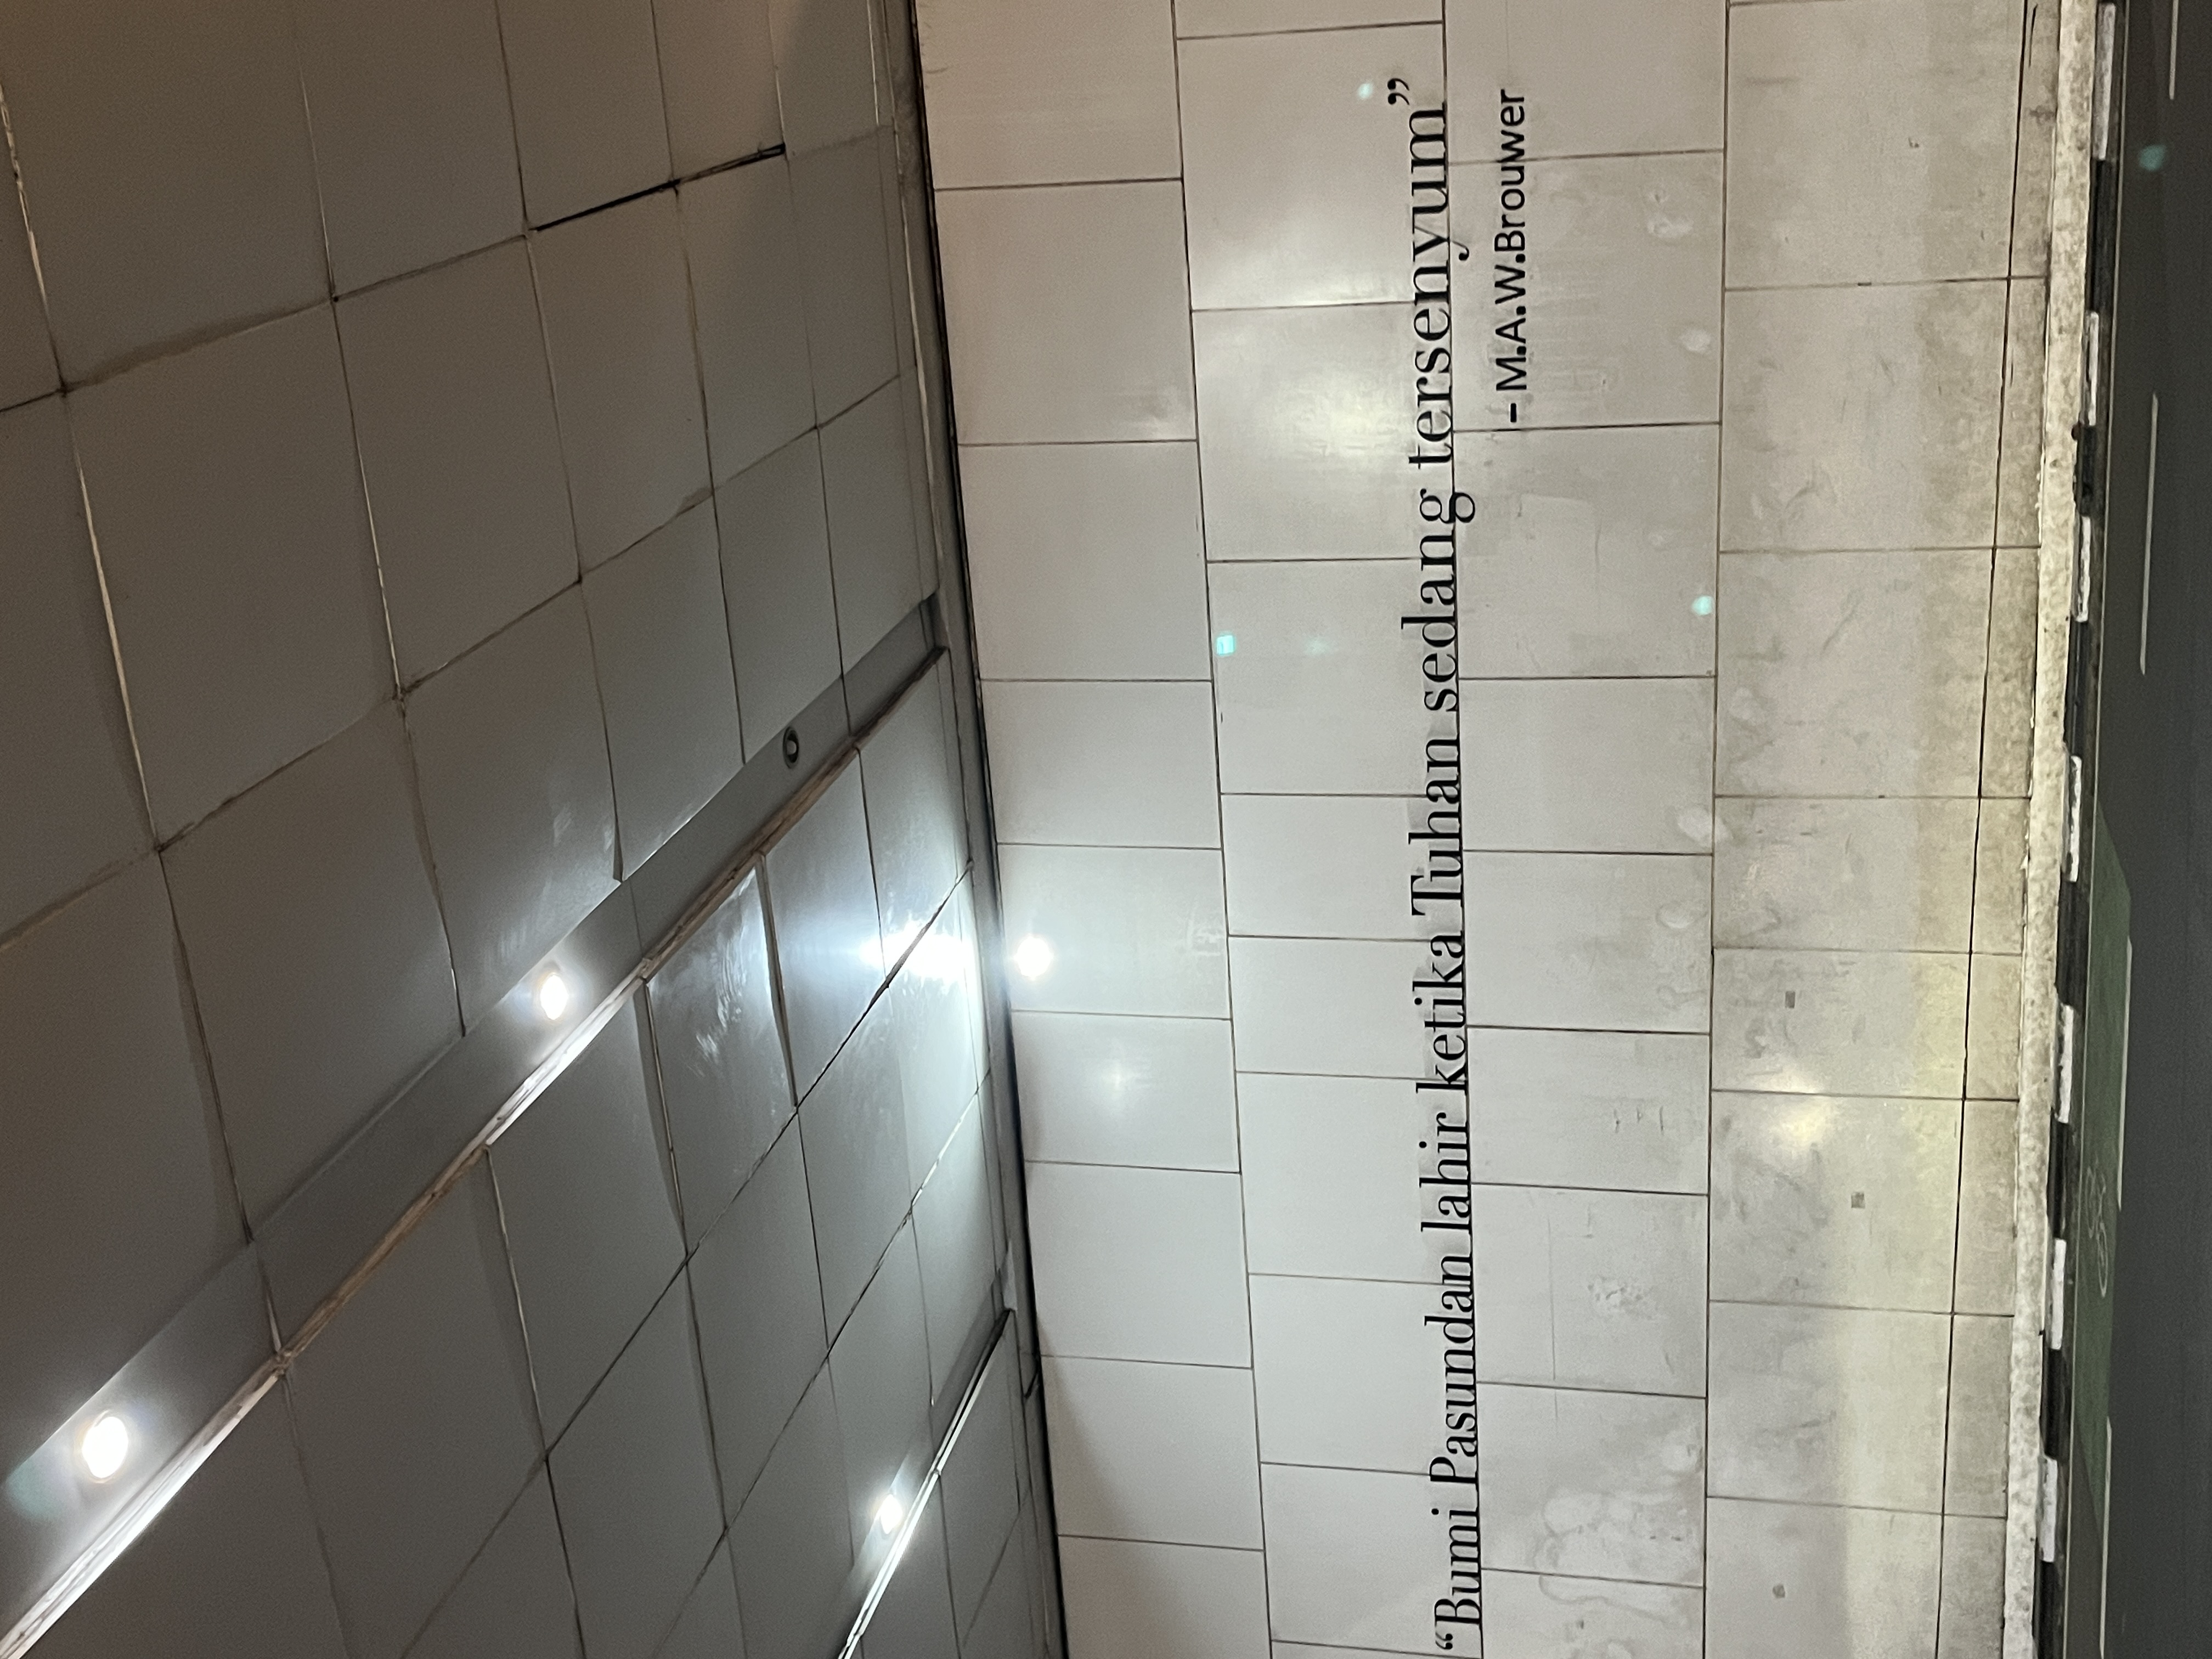 “Bumi Pasundan lahir ketika Tuhan sedang tersenyum”
– M.A.W.Brouwer